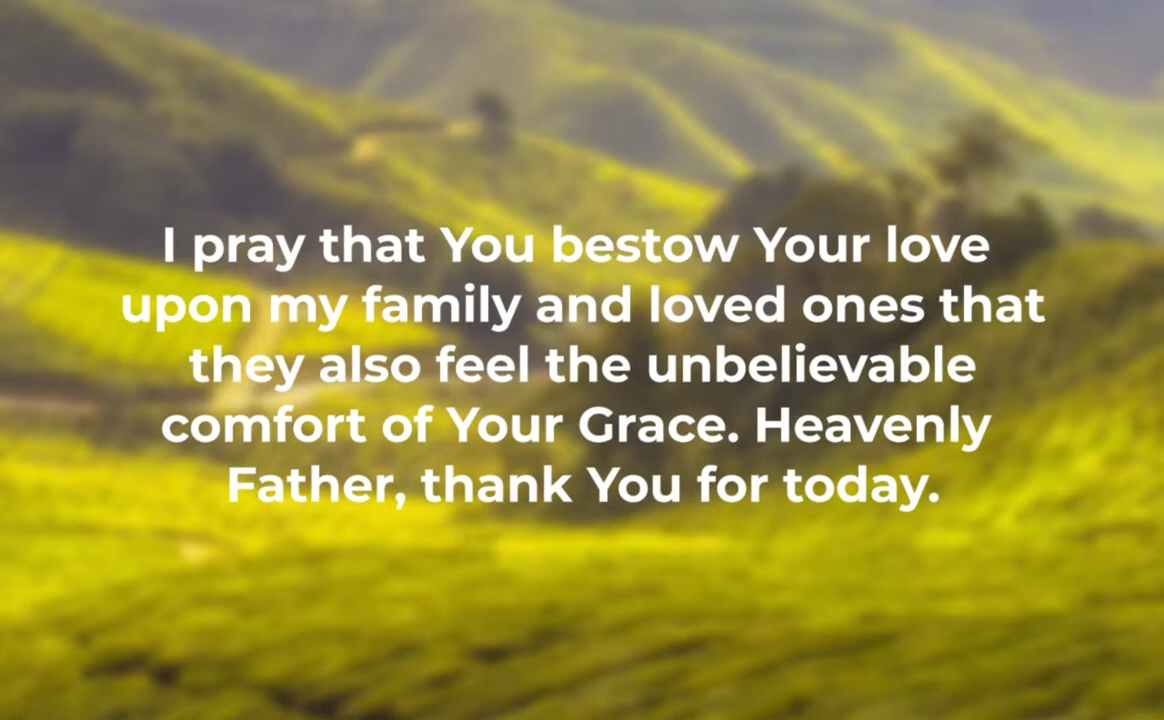 I pray that You bestow Your love
upon my family and loved ones that
they also feel the unbelievable
comfort of Your Grace. Heavenly
Father, thank You for today.